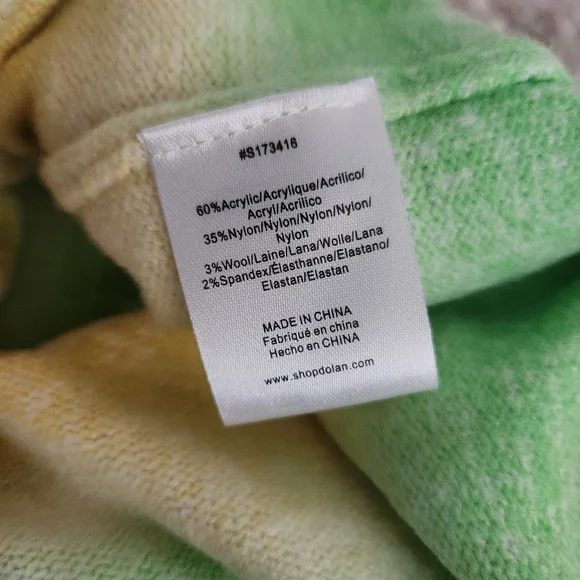 #S173416
60%Acrylic/Acrylique/Acrilico/
Acryl/Acrilico
35%Nylon/Nylon/Nylon/Nylon/
Nylon
3%Wool/Laine/Lana/Wolle/Lana
2%Spandex/Élasthanne/Elastano/
Elastan/Elastan
MADE IN CHINA
Fabriqué en china
Hecho en CHINA
www.shopdolan.com